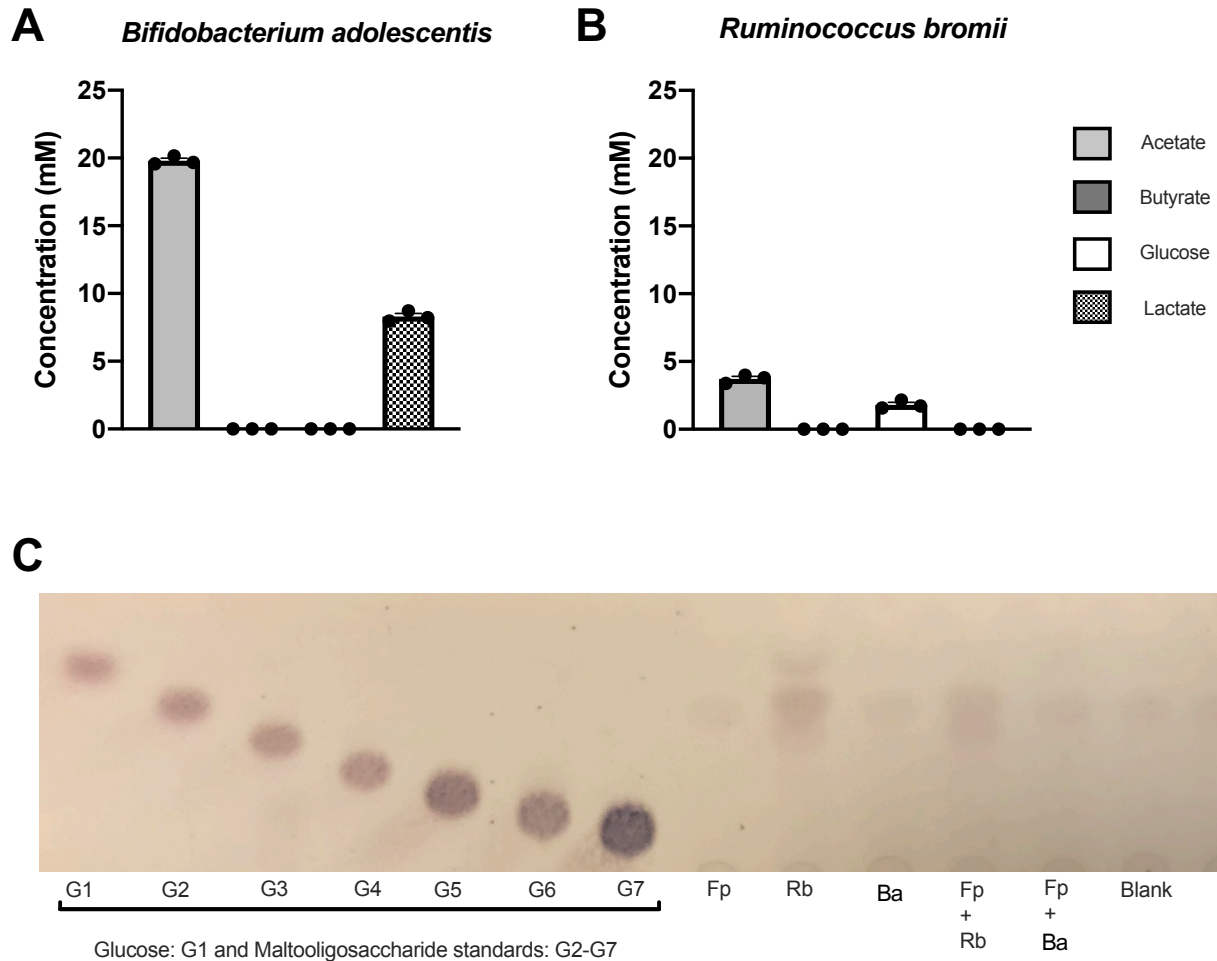 A
Bifidobacterium adolescentis
25
20
15
10
5
0
Concentration (mM)
B
Ruminococcus bromii
25
20
15
10
5
0
Concentration (mM)
Acetate
Butyrate
Glucose
Lactate
C
G1 G2 G3 G4 G5 G6 G7 Fp Rb Ba Fp + Rb Fp + Ba Blank
Glucose: G1 and Maltooligosaccharide standards: G2-G7